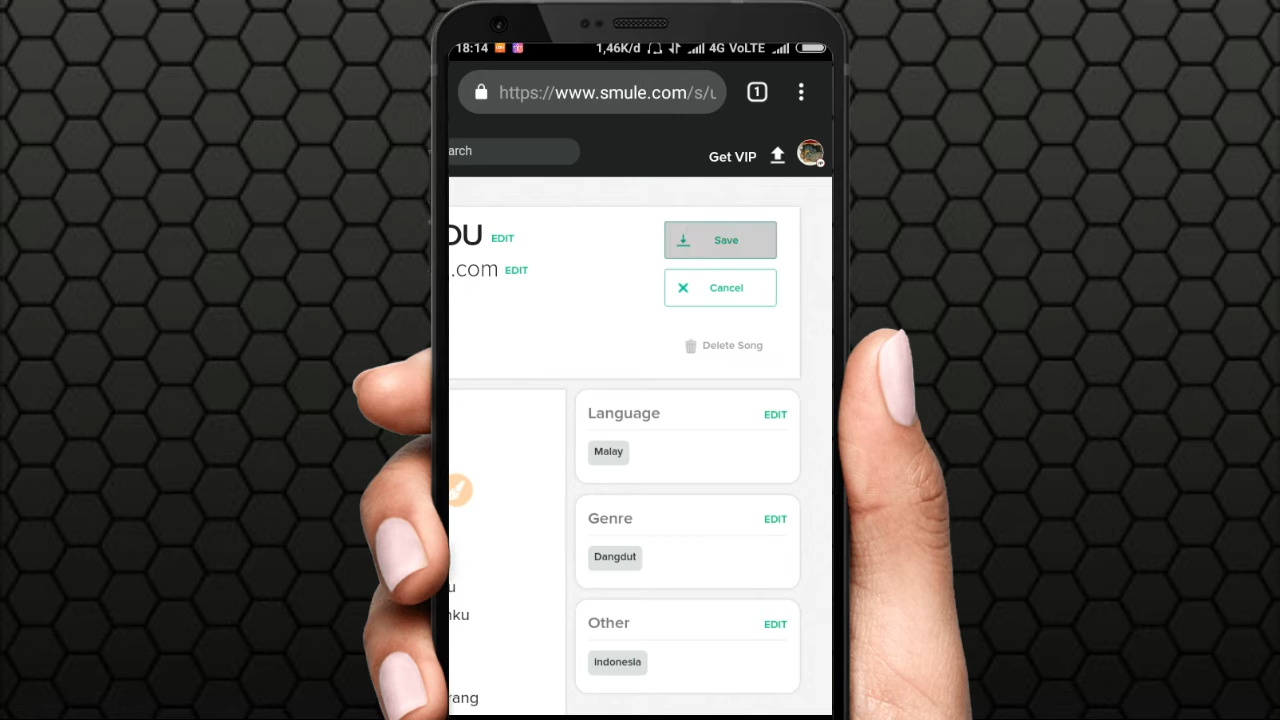 18:14 1,46K/d 4G VoLTE
https://www.smule.com/s/u
1
arch
Get VIP
OU EDIT
.com EDIT
Save
Cancel
Delete Song
Language EDIT
Malay
Genre EDIT
Dangdut
u
nku
Other EDIT
Indonesia
rang